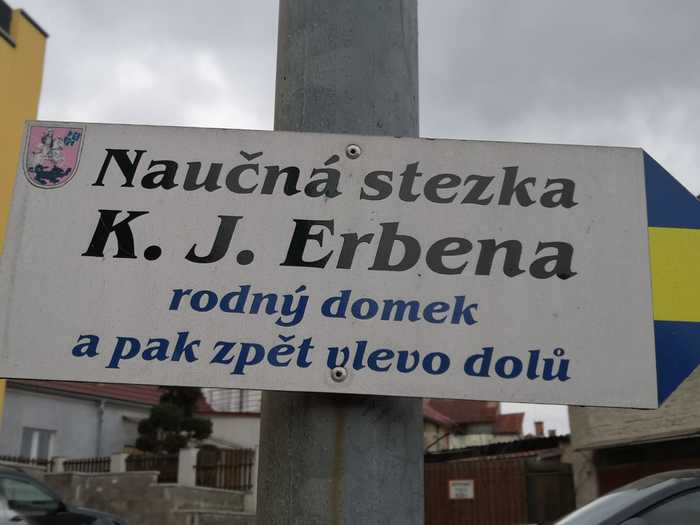 Naučná stezka
K. J. Erbena
rodný domek
a pak zpět vlevo dolů